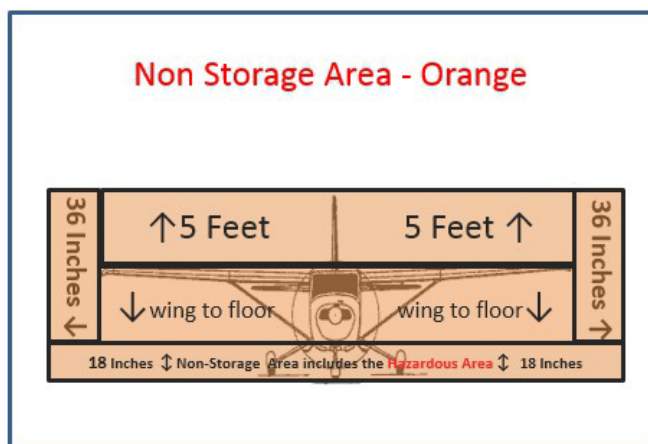 Non Storage Area - Orange
36 Inches ↓
↑5 Feet
5 Feet ↑
36 Inches →
↓ wing to floor
wing to floor ↓
18 Inches ↕ Non-Storage Area includes the Hazardous Area ↕ 18 Inches